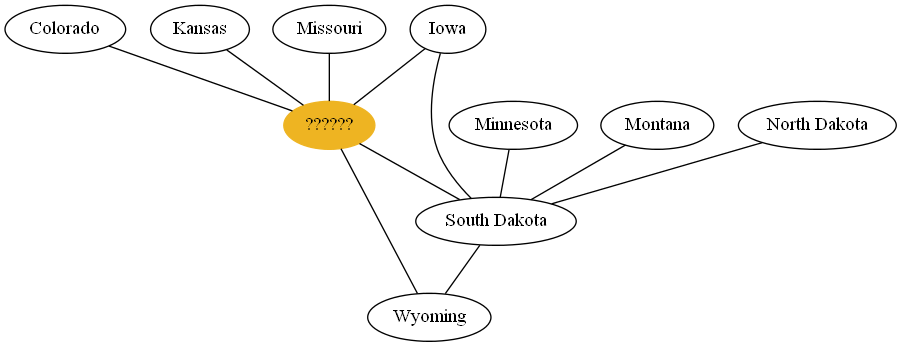 Colorado
Kansas
Missouri
Iowa
??????
Minnesota
Montana
North Dakota
South Dakota
Wyoming